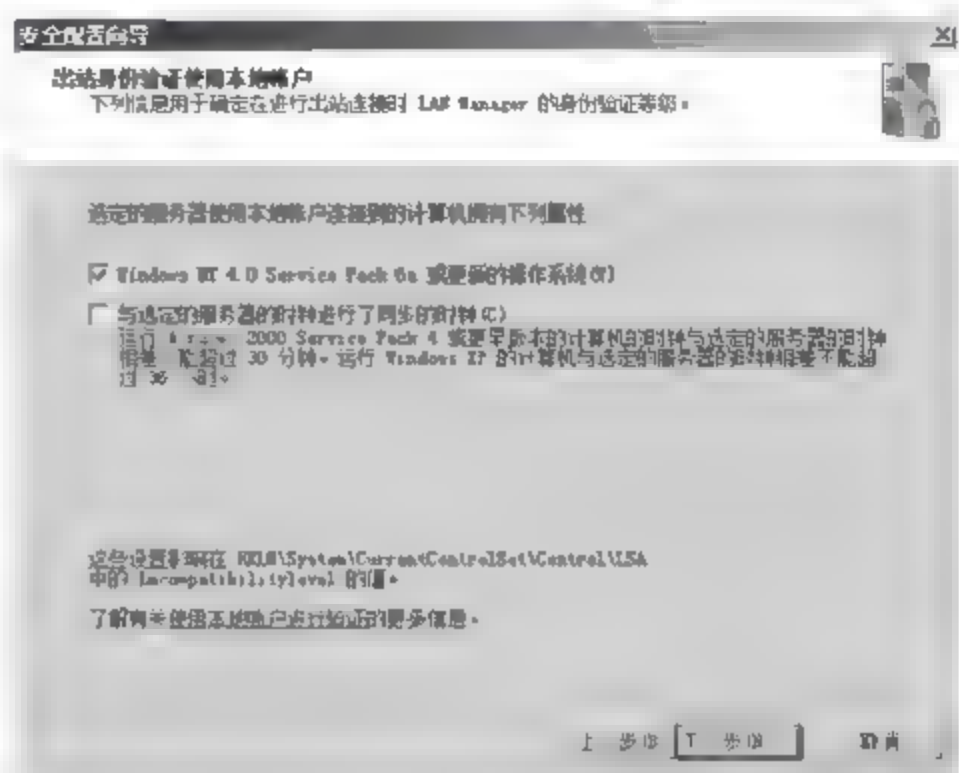 安全配置向导
出站身份验证使用本地帐户
下列信息用于确定在进行出站连接时 LAN Manager 的身份验证等级。
选定的服务器使用本地帐户连接到的计算机拥有下列属性
Windows NT 4.0 Service Pack 6a 或更新的操作系统(W)
与选定的服务器的时钟进行了同步的时钟(C)
运行 2000 Service Pack 4 或更早版本的计算机的时钟与选定的服务器的时钟
相差 能超过 30 分钟。运行 Windows XP 的计算机与选定的服务器的时钟相差不能超
过
这些设置影响在 HKLM\System\CurrentControlSet\Control\LSA
中的 lmcompatibilitylevel 的值。
了解有关使用本地账户进行验证的更多信息。
上 步(B) 下 步(N) 取消